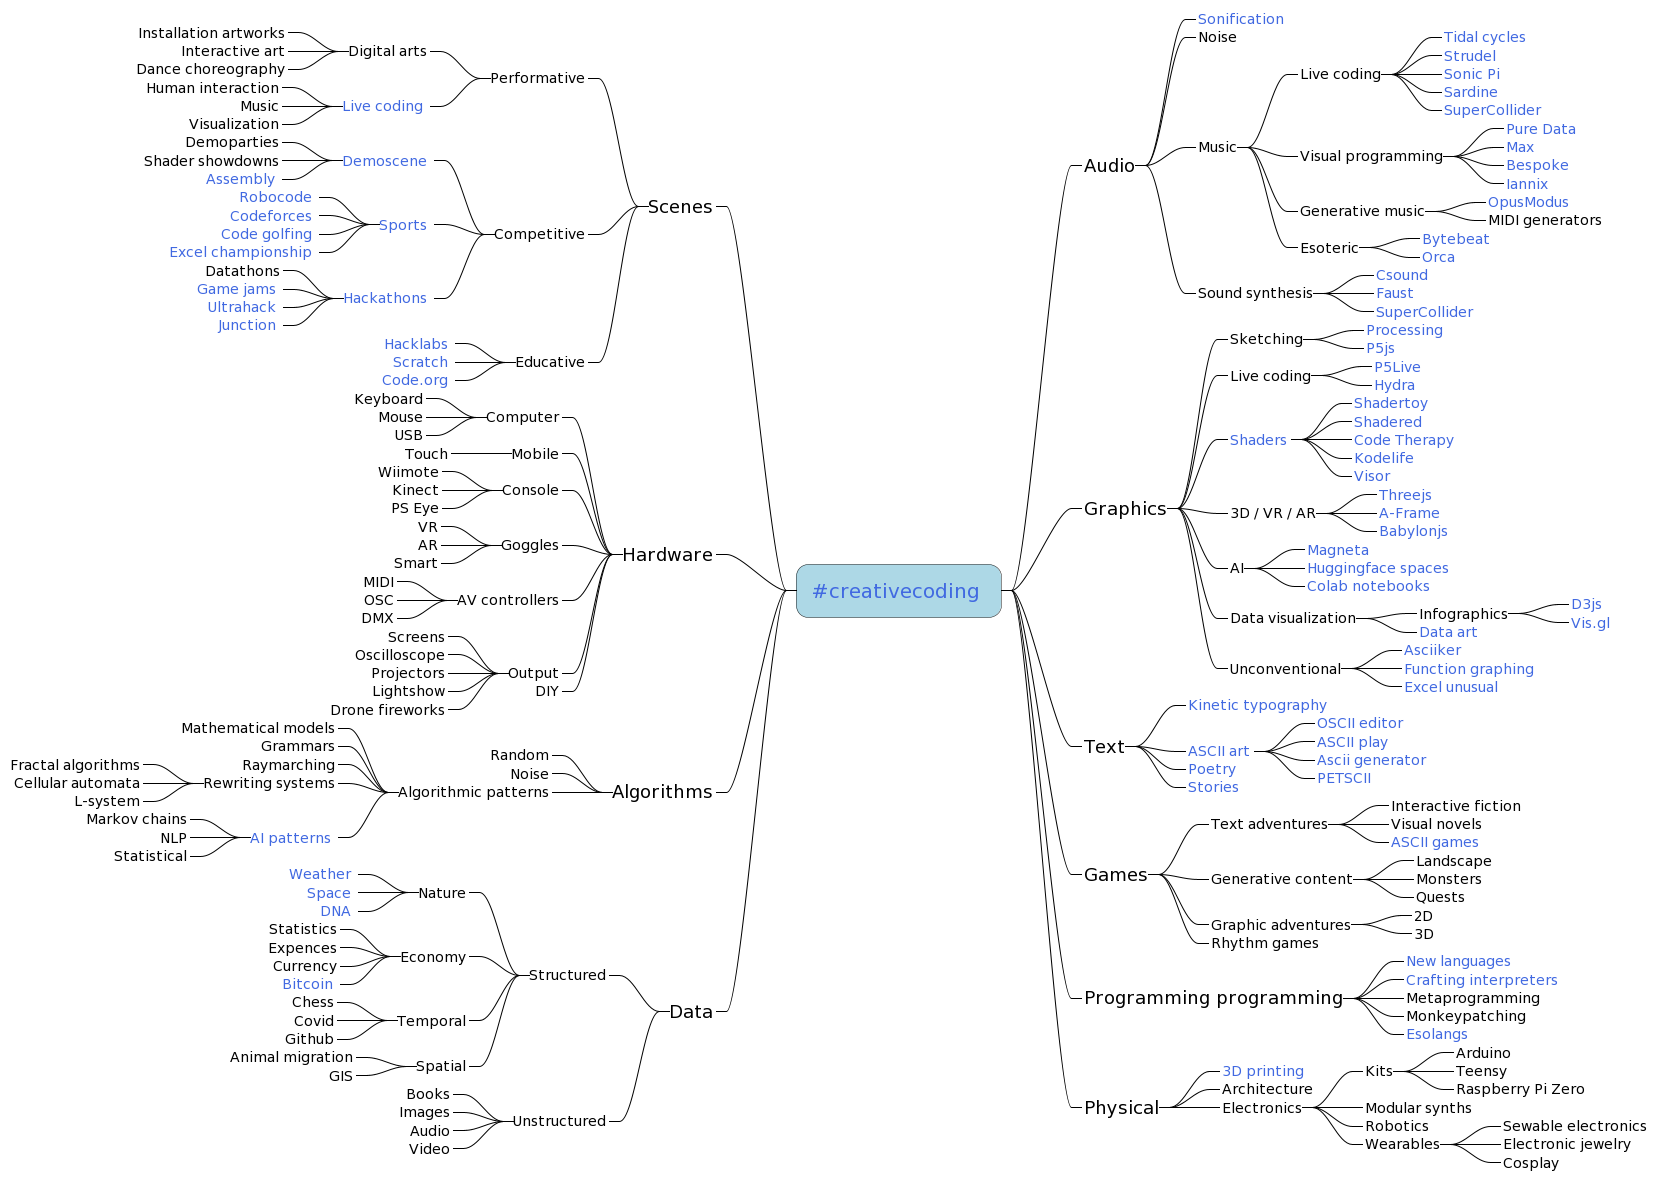 #creativecoding
Scenes
Performative
Digital arts
Installation artworks
Interactive art
Dance choreography
Live coding
Human interaction
Music
Visualization
Competitive
Demoscene
Demoparties
Shader showdowns
Assembly
Sports
Robocode
Codeforces
Code golfing
Excel championship
Hackathons
Datathons
Game jams
Ultrahack
Junction
Educative
Hacklabs
Scratch
Code.org
Hardware
Computer
Keyboard
Mouse
USB
Mobile
Touch
Console
Wiimote
Kinect
PS Eye
Goggles
VR
AR
Smart
AV controllers
MIDI
OSC
DMX
Output
Screens
Oscilloscope
Projectors
Lightshow
Drone fireworks
DIY
Algorithms
Random
Noise
Algorithmic patterns
Mathematical models
Grammars
Raymarching
Rewriting systems
Fractal algorithms
Cellular automata
L-system
AI patterns
Markov chains
NLP
Statistical
Data
Structured
Nature
Weather
Space
DNA
Economy
Statistics
Expences
Currency
Bitcoin
Temporal
Chess
Covid
Github
Spatial
Animal migration
GIS
Unstructured
Books
Images
Audio
Video
Audio
Sonification
Noise
Music
Live coding
Tidal cycles
Strudel
Sonic Pi
Sardine
SuperCollider
Visual programming
Pure Data
Max
Bespoke
Iannix
Generative music
OpusModus
MIDI generators
Esoteric
Bytebeat
Orca
Sound synthesis
Csound
Faust
SuperCollider
Graphics
Sketching
Processing
P5js
Live coding
P5Live
Hydra
Shaders
Shadertoy
Shadered
Code Therapy
Kodelife
Visor
3D / VR / AR
Threejs
A-Frame
Babylonjs
AI
Magneta
Huggingface spaces
Colab notebooks
Data visualization
Infographics
D3js
Vis.gl
Data art
Unconventional
Asciiker
Function graphing
Excel unusual
Text
Kinetic typography
ASCII art
OSCII editor
ASCII play
Ascii generator
PETSCII
Poetry
Stories
Games
Text adventures
Interactive fiction
Visual novels
ASCII games
Generative content
Landscape
Monsters
Quests
Graphic adventures
2D
3D
Rhythm games
Programming programming
New languages
Crafting interpreters
Metaprogramming
Monkeypatching
Esolangs
Physical
3D printing
Architecture
Electronics
Kits
Arduino
Teensy
Raspberry Pi Zero
Modular synths
Robotics
Wearables
Sewable electronics
Electronic jewelry
Cosplay